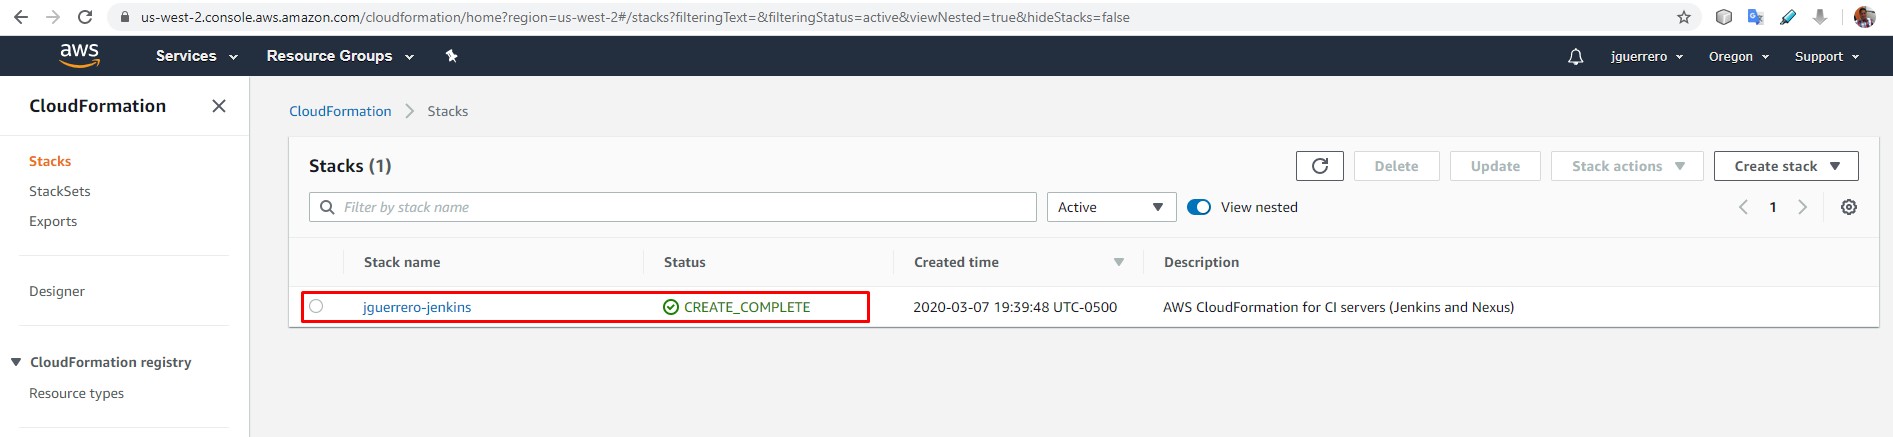 us-west-2.console.aws.amazon.com/cloudformation/home?region=us-west-2#/stacks?filteringText=&filteringStatus=active&viewNested=true&hideStacks=false
aws Services Resource Groups jguerrero Oregon Support
CloudFormation
Stacks
StackSets
Exports
Designer
CloudFormation registry
Resource types
CloudFormation Stacks
Stacks (1) Delete Update Stack actions Create stack
Filter by stack name Active View nested 1
Stack name Status Created time Description
jguerrero-jenkins CREATE_COMPLETE 2020-03-07 19:39:48 UTC-0500 AWS CloudFormation for CI servers (Jenkins and Nexus)